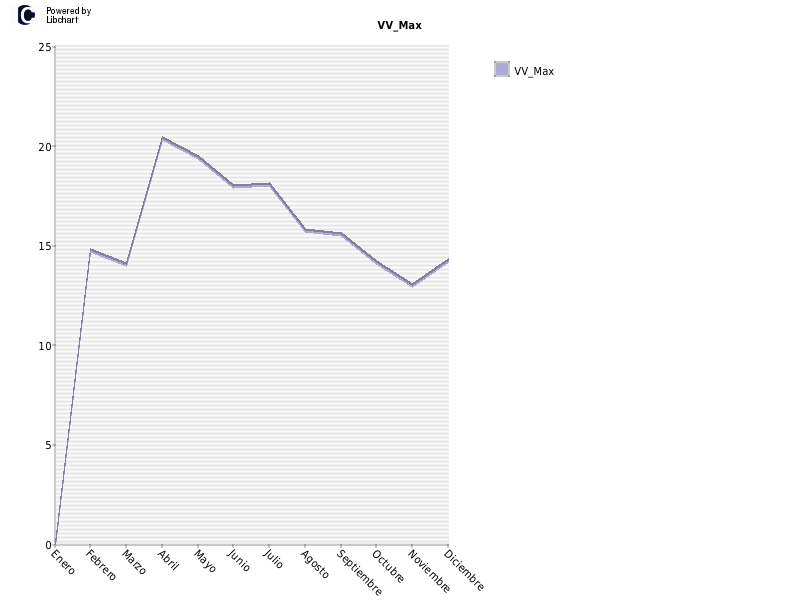 Powered by
Libchart
VV_Max
VV_Max
25
20
15
10
5
0
Enero
Febrero
Marzo
Abril
Mayo
Junio
Julio
Agosto
Septiembre
Octubre
Noviembre
Diciembre